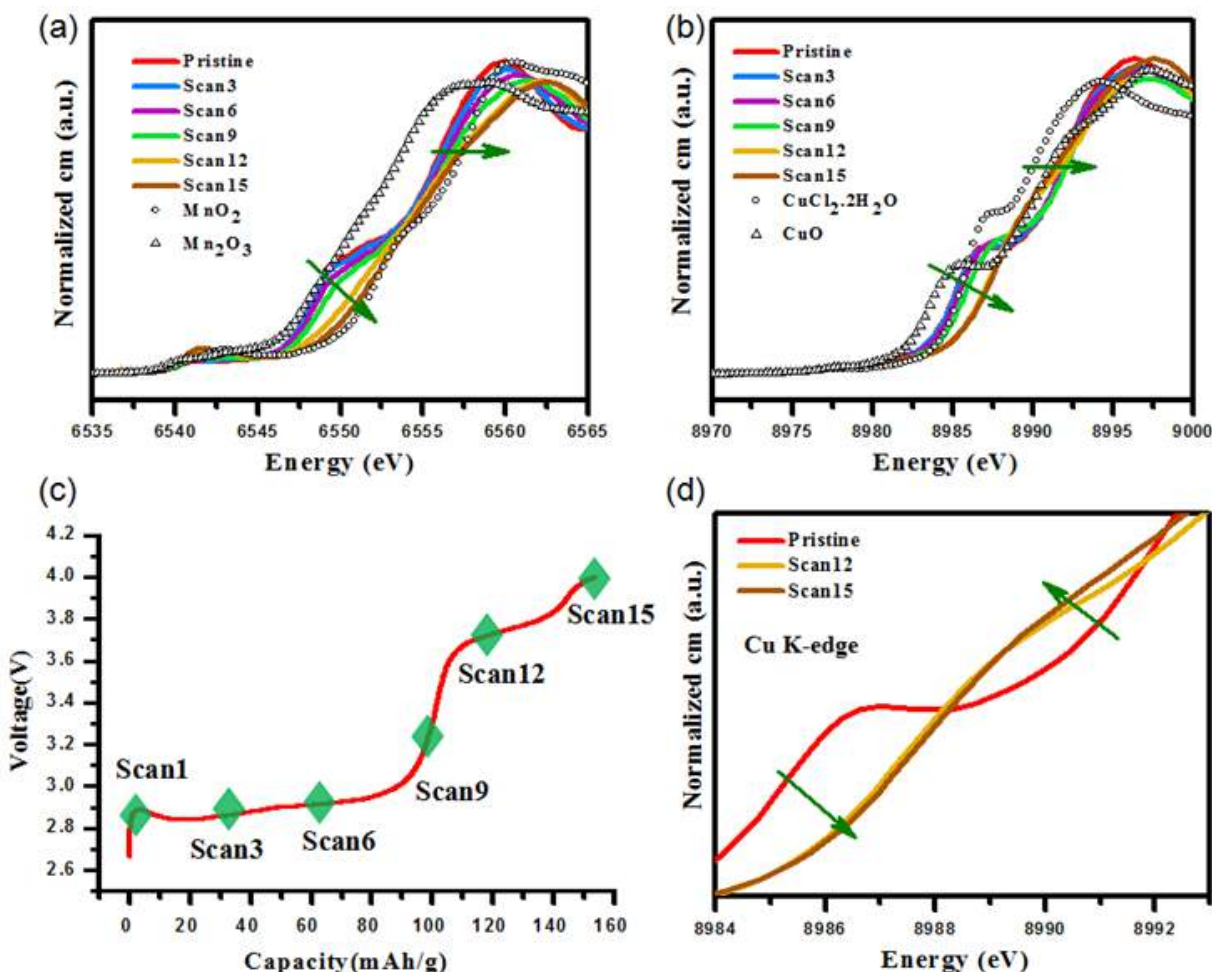 (a)
Pristine
Scan3
Scan6
Scan9
Scan12
Scan15
MnO2
Mn2O3
Normalized cm (a.u.)
6535 6540 6545 6550 6555 6560 6565
Energy (eV)
(b)
Pristine
Scan3
Scan6
Scan9
Scan12
Scan15
CuCl2.2H2O
CuO
Normalized cm (a.u.)
8970 8975 8980 8985 8990 8995 9000
Energy (eV)
(c)
4.2
4.0
3.8
3.6
3.4
3.2
3.0
2.8
2.6
Voltage(V)
Scan1
Scan3
Scan6
Scan9
Scan12
Scan15
0 20 40 60 80 100 120 140 160
Capacity(mAh/g)
(d)
Pristine
Scan12
Scan15
Cu K-edge
Normalized cm (a.u.)
8984 8986 8988 8990 8992
Energy (eV)